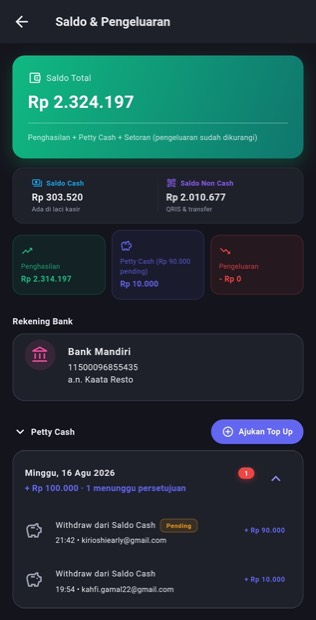 Saldo & Pengeluaran
Saldo Total
Rp 2.324.197
Penghasilan + Petty Cash + Setoran (pengeluaran sudah dikurangi)
Saldo Cash
Rp 303.520
Ada di laci kasir
Saldo Non Cash
Rp 2.010.677
QRIS & transfer
Penghasilan
Rp 2.314.197
Petty Cash (Rp 90.000
pending)
Rp 10.000
Pengeluaran
- Rp 0
Rekening Bank
Bank Mandiri
11500096855435
a.n. Kaata Resto
Petty Cash
Ajukan Top Up
Minggu, 16 Agu 2026
1
+ Rp 100.000 · 1 menunggu persetujuan
Withdraw dari Saldo Cash Pending
21:42 • kirioshiearly@gmail.com
+ Rp 90.000
Withdraw dari Saldo Cash
19:54 • kahfi.gamal22@gmail.com
+ Rp 10.000